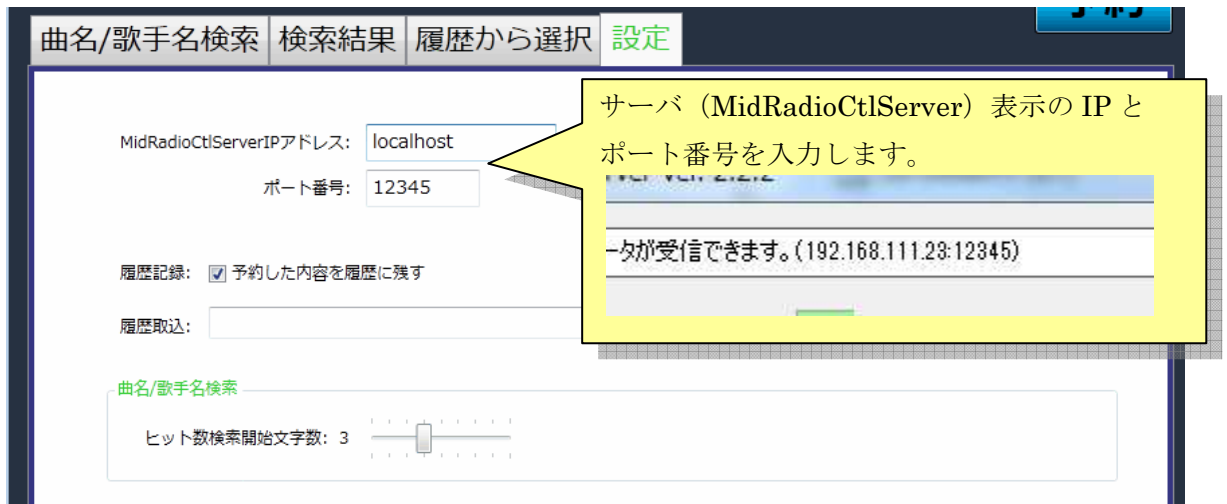 予約
曲名/歌手名検索 検索結果 履歴から選択 設定
サーバ（MidRadioCtlServer）表示の IP と
ポート番号を入力します。
MidRadioCtlServerIPアドレス: localhost
ポート番号: 12345
ータが受信できます。(192.168.111.23:12345)
履歴記録: 予約した内容を履歴に残す
履歴取込:
曲名/歌手名検索
ヒット数検索開始文字数: 3